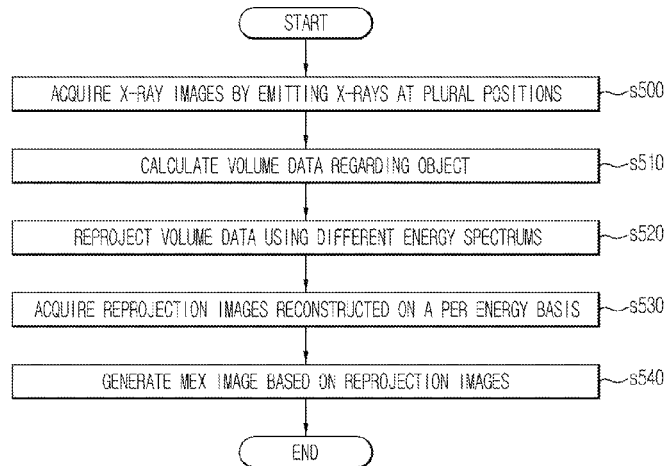 START
ACQUIRE X-RAY IMAGES BY EMITTING X-RAYS AT PLURAL POSITIONS
s500
CALCULATE VOLUME DATA REGARDING OBJECT
s510
REPROJECT VOLUME DATA USING DIFFERENT ENERGY SPECTRUMS
s520
ACQUIRE REPROJECTION IMAGES RECONSTRUCTED ON A PER ENERGY BASIS
s530
GENERATE MEX IMAGE BASED ON REPROJECTION IMAGES
s540
END